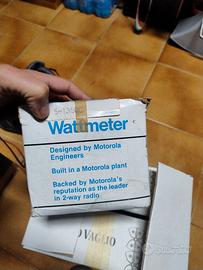 Wattmeter
Designed by Motorola
Engineers
Built in a Motorola plant
Backed by Motorola's
reputation as the leader
in 2-way radio.
VAGLIO